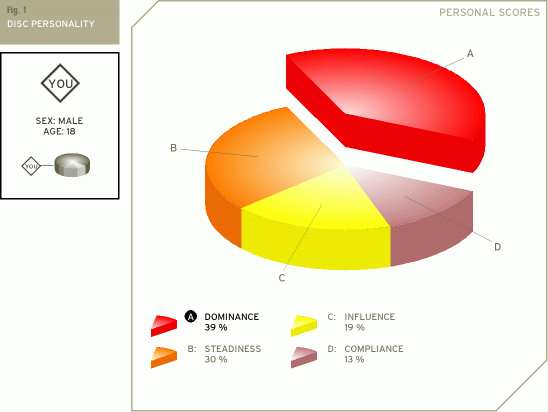 Fig. 1
DISC PERSONALITY
PERSONAL SCORES
YOU
SEX: MALE
AGE: 18
YOU
A
B
C
D
A DOMINANCE
39 %
B: STEADINESS
30 %
C: INFLUENCE
19 %
D: COMPLIANCE
13 %